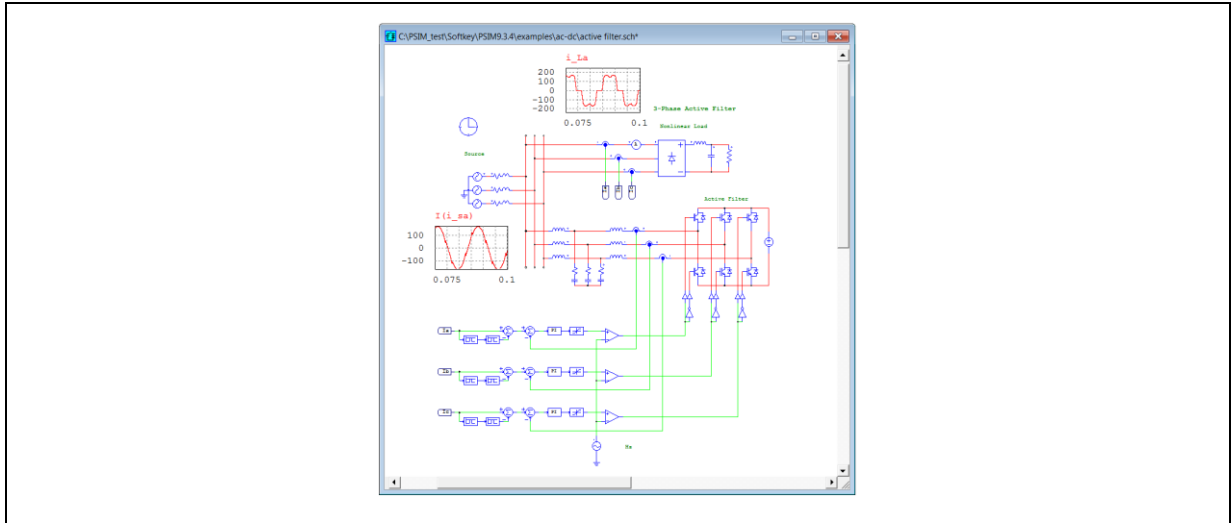 C:\PSIM_test\Softkey\PSIM9.3.4\examples\ac-dc\active filter.sch*
i_La
200
100
0
-100
-200
0.075 0.1
3-Phase Active Filter
Nonlinear Load
Source
A
Active Filter
I(i_sa)
100
0
-100
0.075 0.1
Ia
PI
Ib
PI
PI